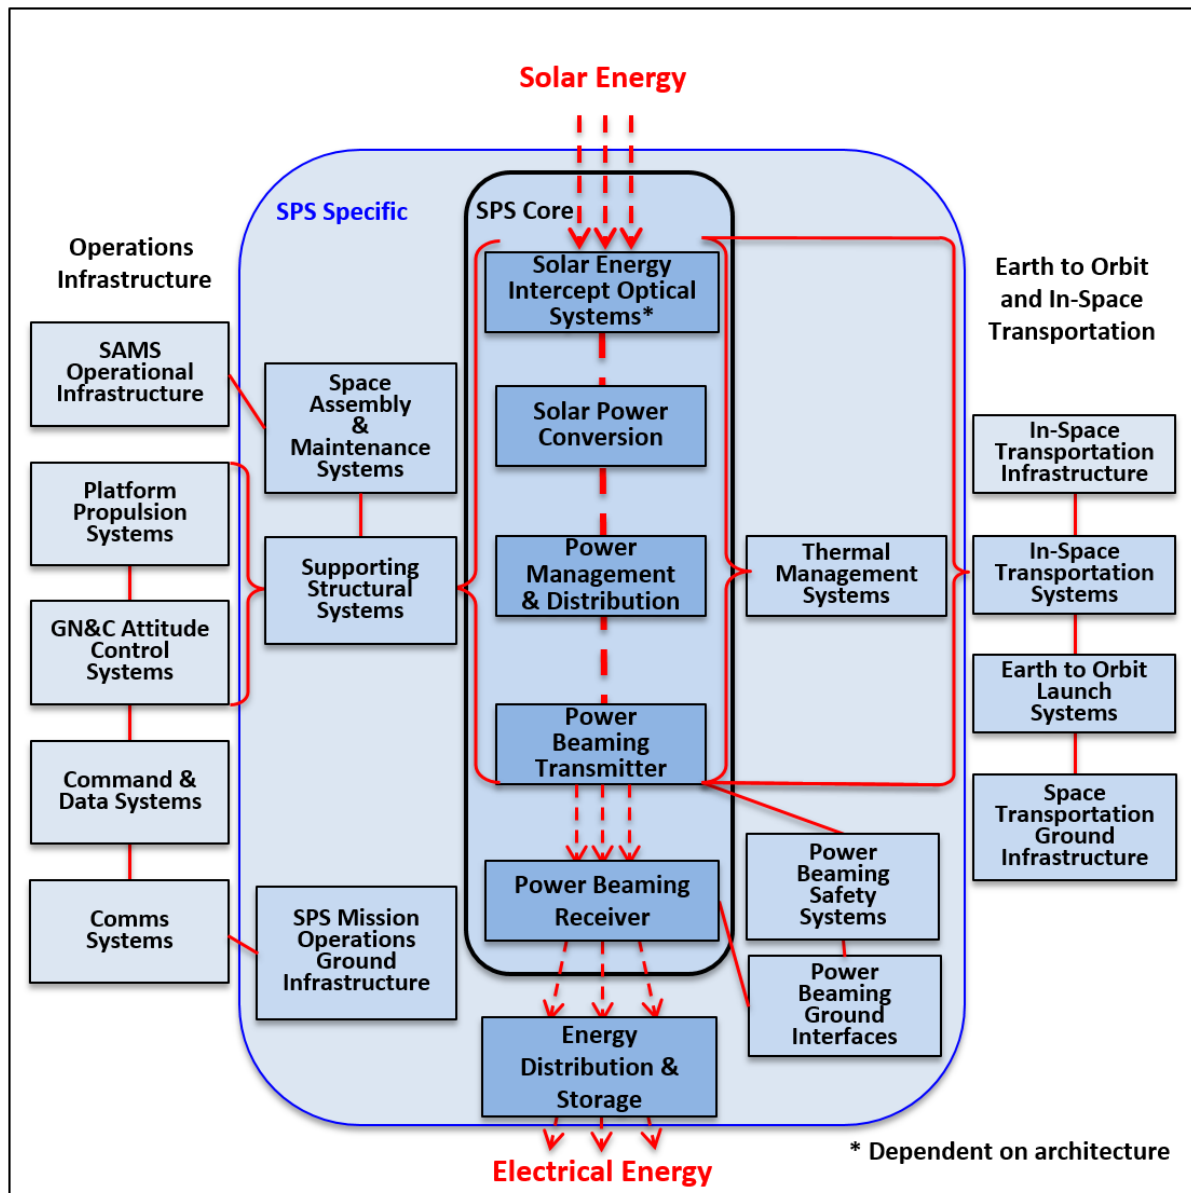 Solar Energy
SPS Specific
SPS Core
Operations
Infrastructure
SAMS
Operational
Infrastructure
Platform
Propulsion
Systems
GN&C Attitude
Control
Systems
Command &
Data Systems
Comms
Systems
Space
Assembly
&
Maintenance
Systems
Supporting
Structural
Systems
SPS Mission
Operations
Ground
Infrastructure
Solar Energy
Intercept Optical
Systems*
Solar Power
Conversion
Power
Management
& Distribution
Power
Beaming
Transmitter
Power Beaming
Receiver
Energy
Distribution &
Storage
Thermal
Management
Systems
Power
Beaming
Safety
Systems
Power
Beaming
Ground
Interfaces
Earth to Orbit
and In-Space
Transportation
In-Space
Transportation
Infrastructure
In-Space
Transportation
Systems
Earth to Orbit
Launch
Systems
Space
Transportation
Ground
Infrastructure
Electrical Energy
* Dependent on architecture